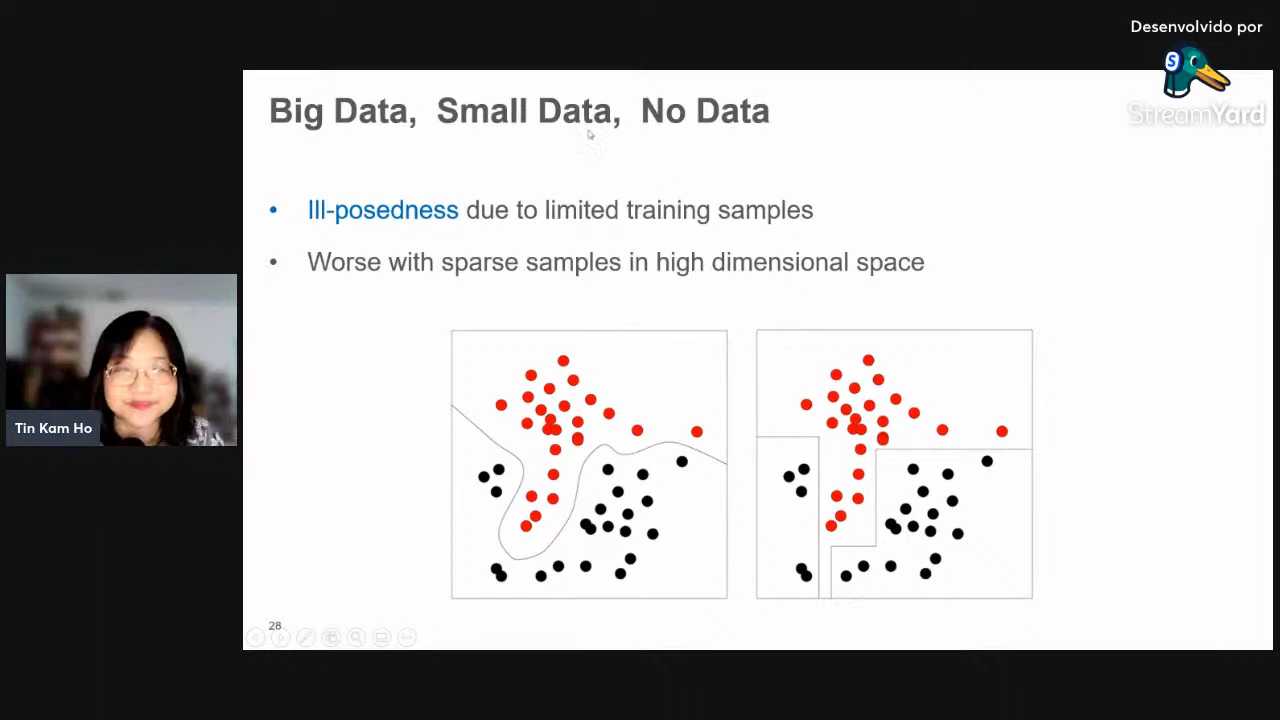 Desenvolvido por
S
StreamYard
Big Data, Small Data, No Data
• Ill-posedness due to limited training samples
• Worse with sparse samples in high dimensional space
Tin Kam Ho
28